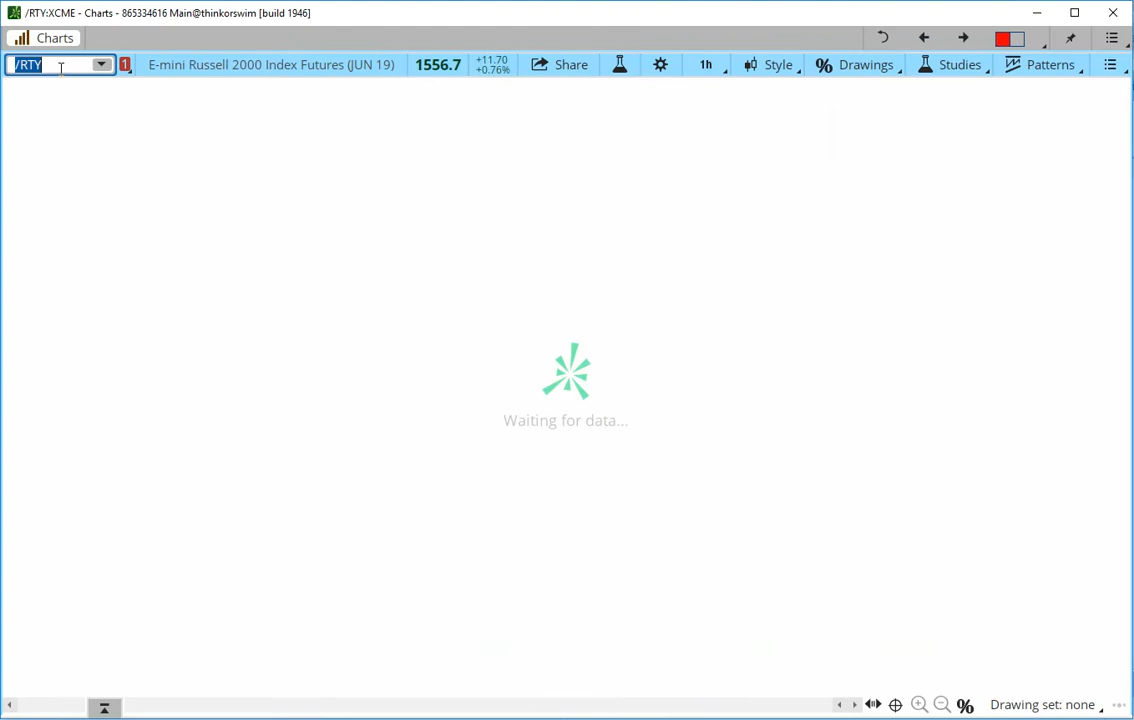 /RTY:XCME - Charts - 865334616 Main@thinkorswim [build 1946]
Charts
/RTY 1 E-mini Russell 2000 Index Futures (JUN 19) 1556.7 +11.70 Share 1h Style % Drawings Studies Patterns
+0.76%
Waiting for data...
% Drawing set: none